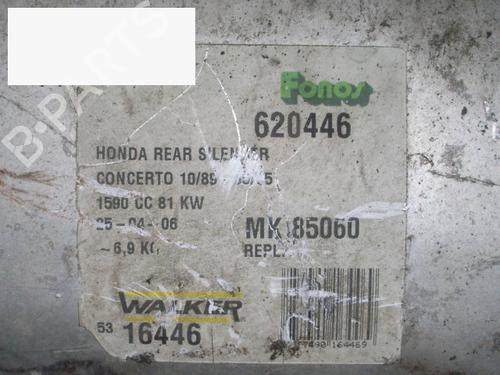 Fonos
620446
HONDA REAR SILENCER
CONCERTO 10/89
1590 CC 81 KW
25-04-06
MK 85060
~ 6,9 KG
REPL
WALKER
53 16446
B-PARTS